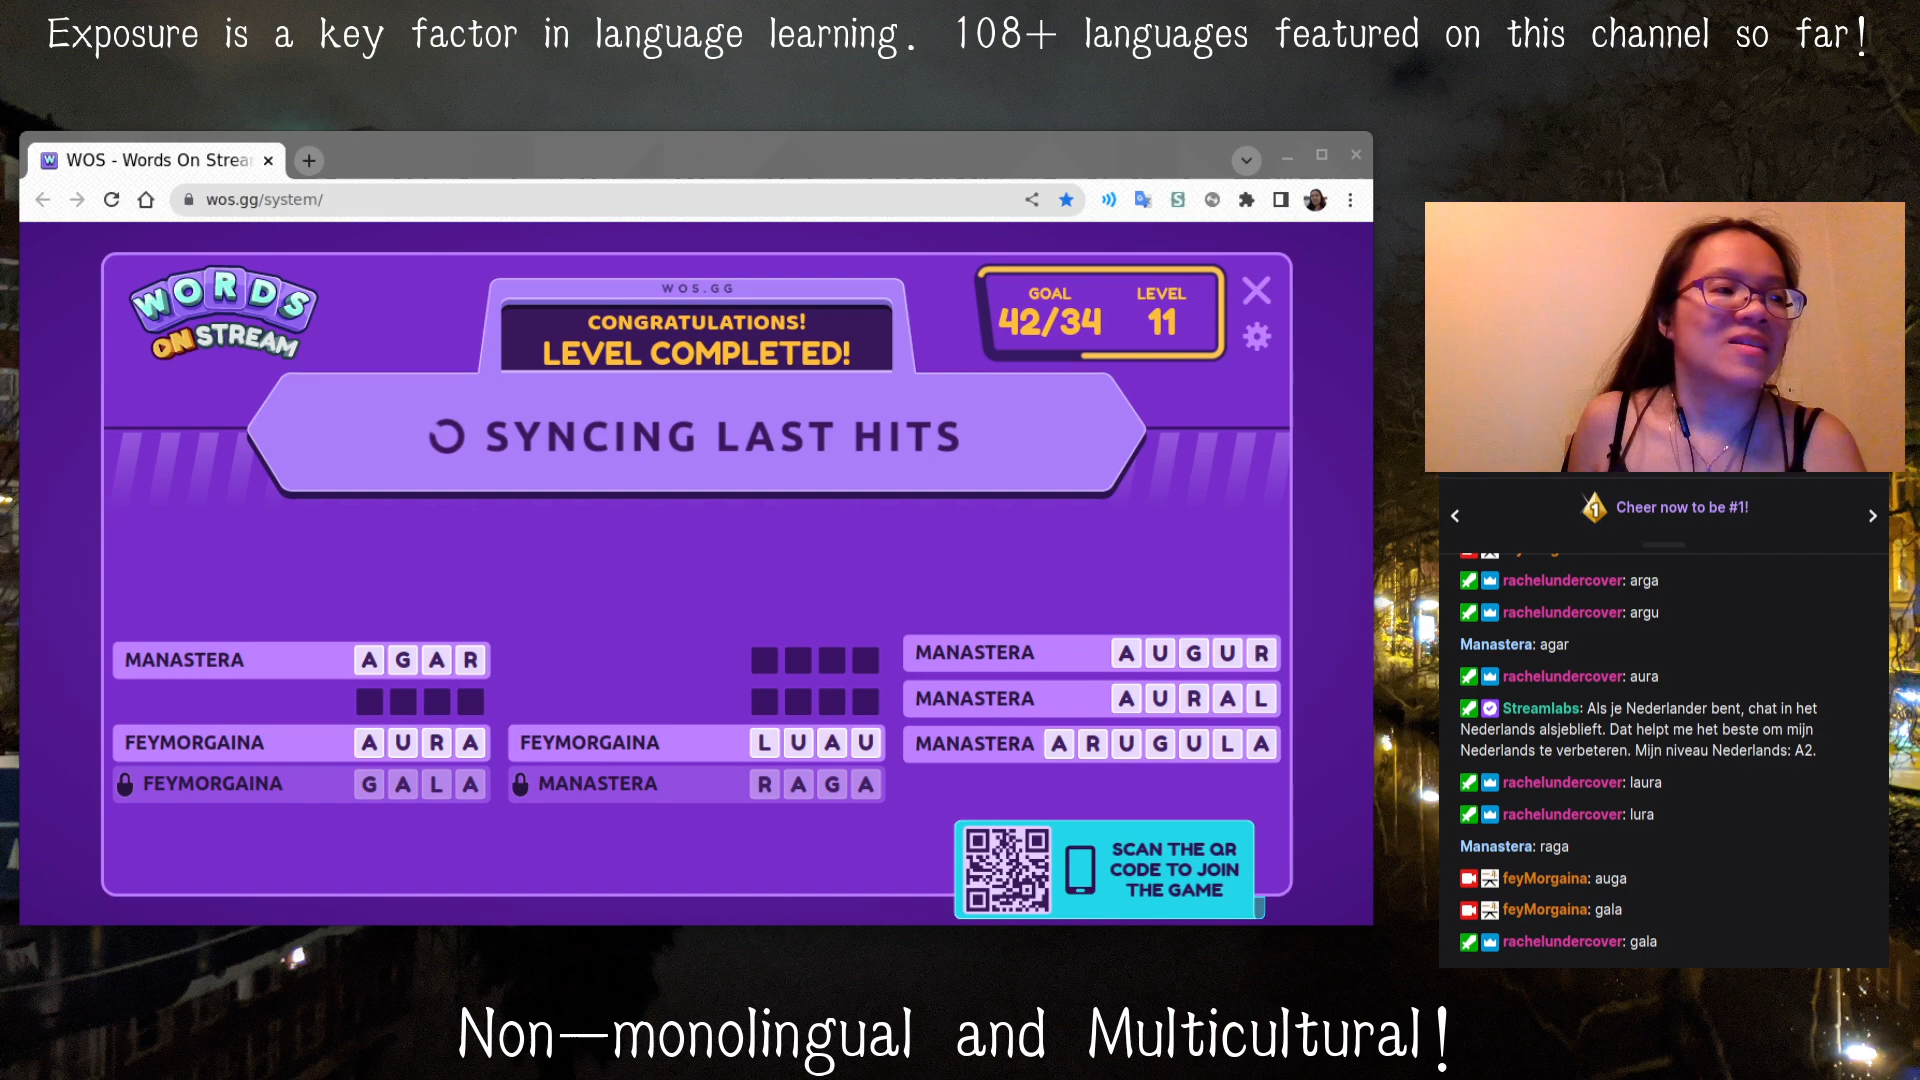 Exposure is a key factor in language learning. 108+ languages featured on this channel so far!
WOS - Words On Strea
wos.gg/system/
WORDS
ON STREAM
WOS.GG
CONGRATULATIONS!
LEVEL COMPLETED!
GOAL
42/34
LEVEL
11
SYNCING LAST HITS
MANASTERA AGAR
FEYMORGAINA AURA
FEYMORGAINA GALA
FEYMORGAINA LUAU
MANASTERA RAGA
MANASTERA AUGUR
MANASTERA AURAL
MANASTERA ARUGULA
SCAN THE QR
CODE TO JOIN
THE GAME
1 Cheer now to be #1!
rachelundercover: arga
rachelundercover: argu
Manastera: agar
rachelundercover: aura
Streamlabs: Als je Nederlander bent, chat in het
Nederlands alsjeblieft. Dat helpt me het beste om mijn
Nederlands te verbeteren. Mijn niveau Nederlands: A2.
rachelundercover: laura
rachelundercover: lura
Manastera: raga
feyMorgaina: auga
feyMorgaina: gala
rachelundercover: gala
Non-monolingual and Multicultural!